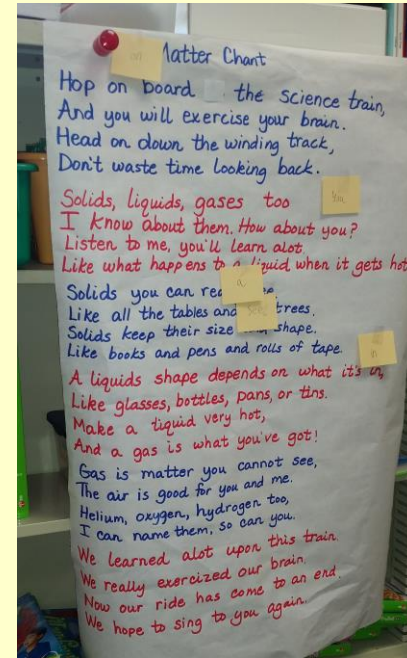 Matter Chant
Hop on board the science train,
And you will exercise your brain.
Head on down the winding track,
Don't waste time looking back.
Solids, liquids, gases too
I know about them. How about you?
Listen to me, you'll learn alot,
Like what happens to a liquid when it gets hot
Solids you can
Like all the tables and trees.
Solids keep their size shape.
Like books and pens and rolls of tape.
A liquids shape depends on what it's in,
Like glasses, bottles, pans, or tins.
Make a liquid very hot,
And a gas is what you've got!
Gas is matter you cannot see,
The air is good for you and me.
Helium, oxygen, hydrogen too,
I can name them, so can you.
We learned alot upon this train.
We really exercized our brain.
Now our ride has come to an end.
We hope to sing to you again.